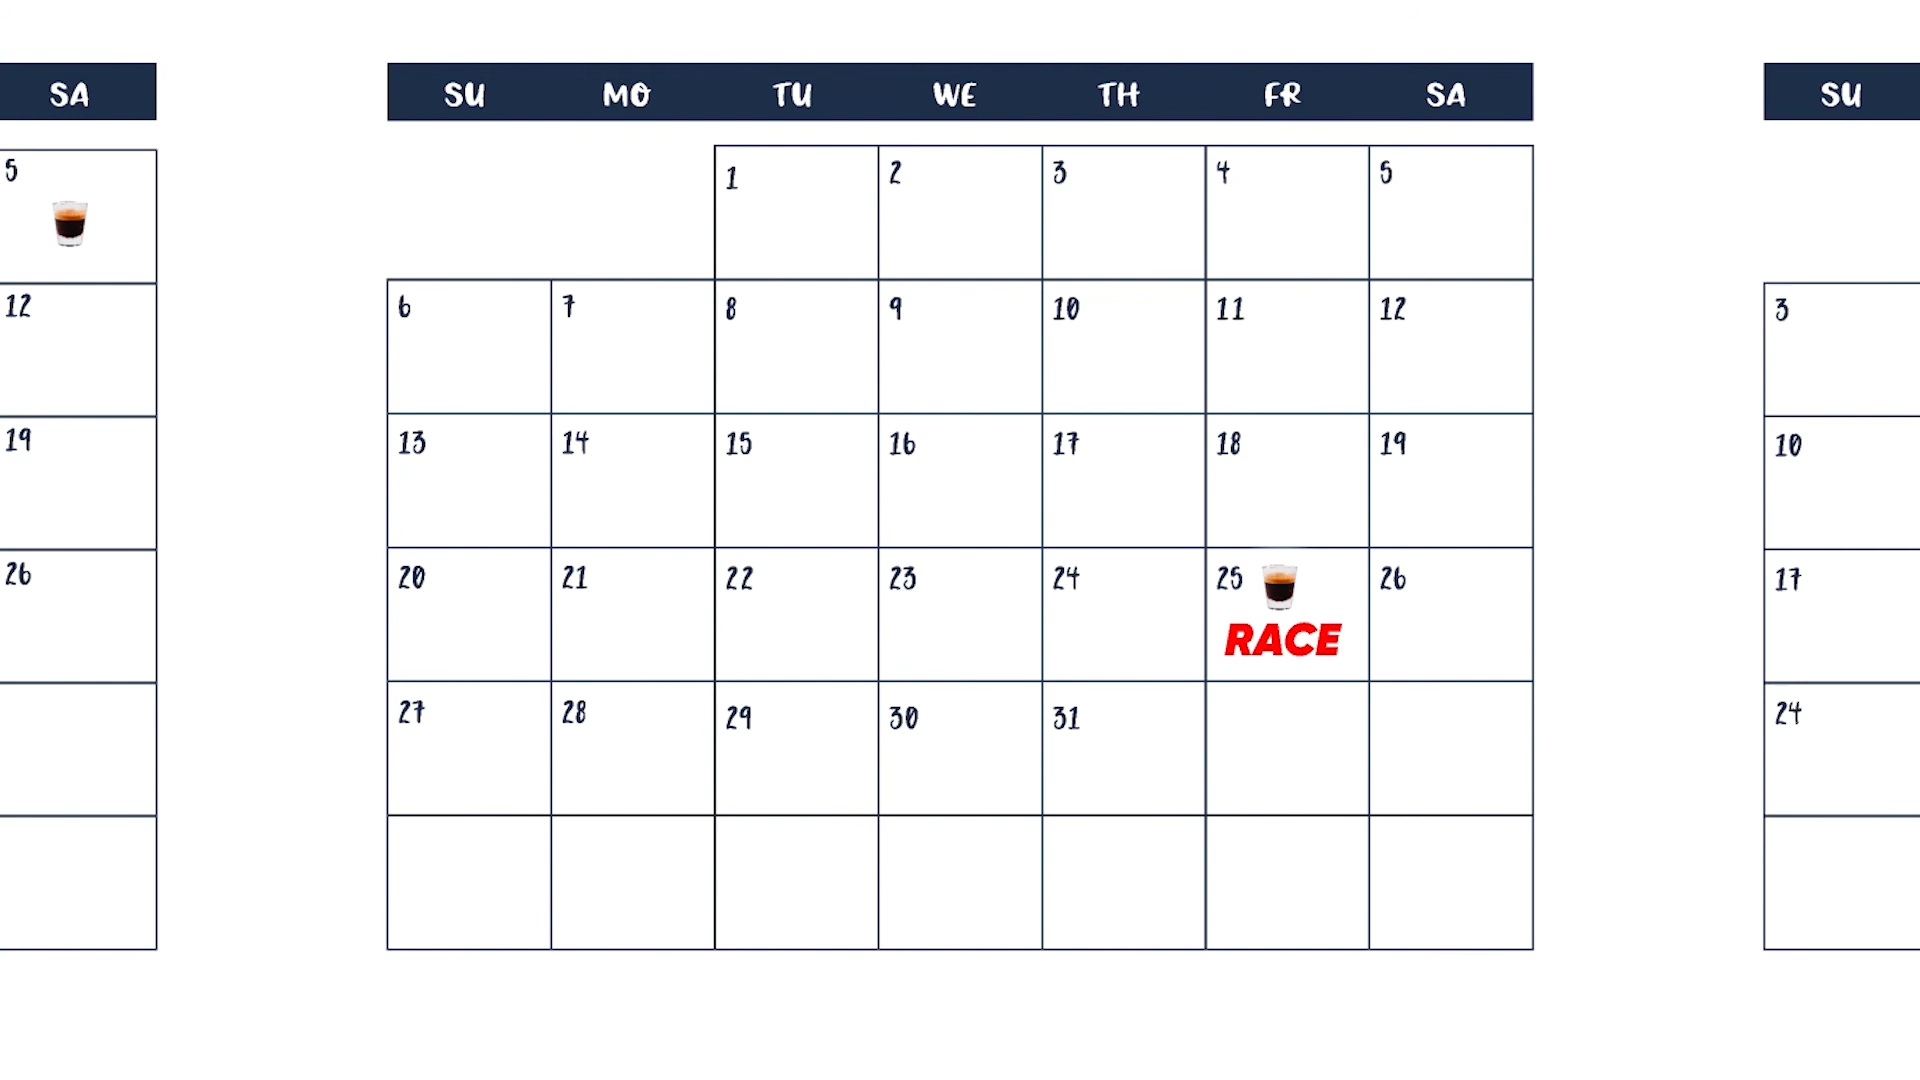 SA
5
12
19
26
SU MO TU WE TH FR SA
1 2 3 4 5
6 7 8 9 10 11 12
13 14 15 16 17 18 19
20 21 22 23 24 25 26
RACE
27 28 29 30 31
SU
3
10
17
24